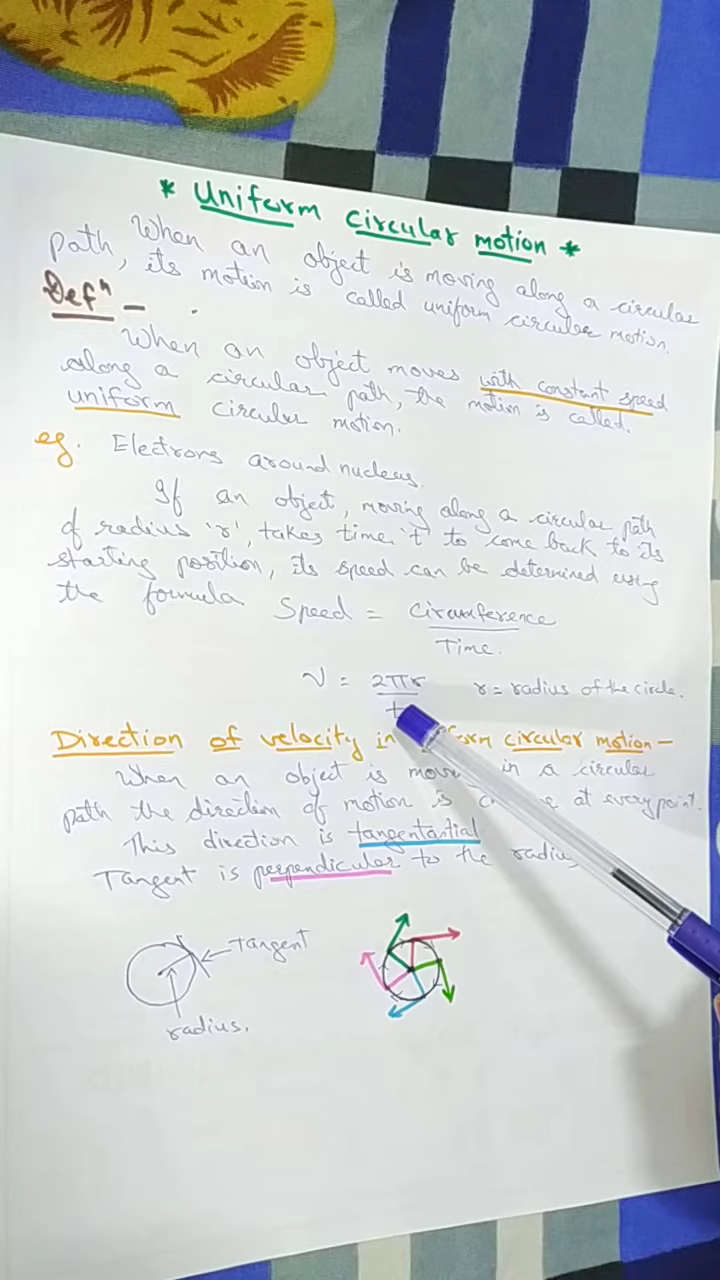 * Uniform circular motion *
When an object is moving along a circular
path, its motion is called uniform circular motion.
Defⁿ -
When an object moves with constant speed
along a circular path, the motion is called
uniform circular motion.
eg. Electrons around nucleus.
If an object, moving along a circular path
of radius 'r', takes time 't' to come back to its
starting position, its speed can be determined using
the formula Speed = Circumference
Time.
V = 2πr r = radius of the circle.
t
Direction of velocity in circular motion -
When an object is in a circular
path the direction of motion is at every point.
This direction is tangentantial
Tangent is perpendicular to the radius
Tangent
radius.